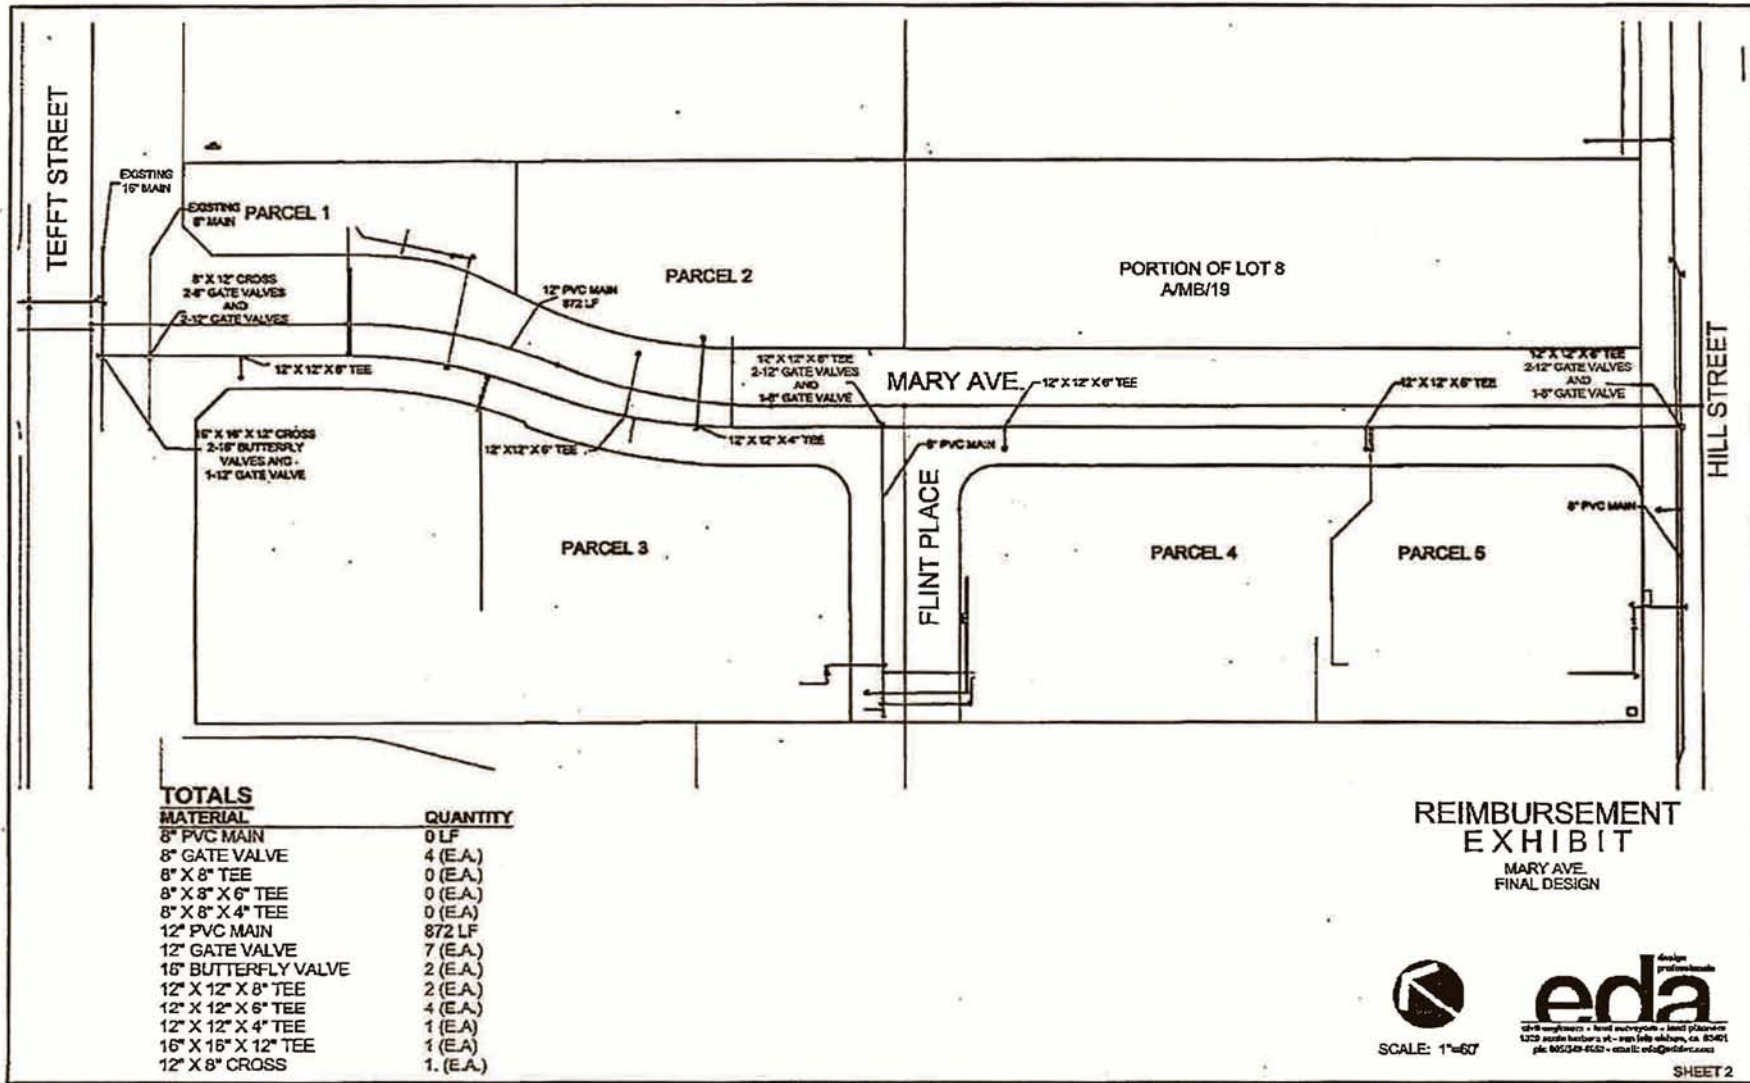 TEFFT STREET
EXISTING
16" MAIN
EXISTING
8" MAIN
PARCEL 1
8" X 12" CROSS
2-8" GATE VALVES
AND
2-12" GATE VALVES
12" X 12" X 6" TEE
16" X 16" X 12" CROSS
2-16" BUTTERFLY
VALVES AND
1-12" GATE VALVE
12" PVC MAIN
872 LF
PARCEL 2
12" X 12" X 6" TEE
12" X 12" X 4" TEE
12" X 12" X 8" TEE
2-12" GATE VALVES
AND
1-8" GATE VALVE
MARY AVE.
12" X 12" X 6" TEE
8" PVC MAIN
PORTION OF LOT 8
A/MB/19
12" X 12" X 6" TEE
12" X 12" X 8" TEE
2-12" GATE VALVES
AND
1-8" GATE VALVE
HILL STREET
8" PVC MAIN
PARCEL 3
FLINT PLACE
PARCEL 4
PARCEL 5
TOTALS
MATERIAL QUANTITY
8" PVC MAIN 0 LF
8" GATE VALVE 4 (E.A.)
8" X 8" TEE 0 (E.A.)
8" X 8" X 6" TEE 0 (E.A.)
8" X 8" X 4" TEE 0 (E.A)
12" PVC MAIN 872 LF
12" GATE VALVE 7 (E.A.)
16" BUTTERFLY VALVE 2 (E.A.)
12" X 12" X 8" TEE 2 (E.A.)
12" X 12" X 6" TEE 4 (E.A.)
12" X 12" X 4" TEE 1 (E.A)
16" X 16" X 12" TEE 1 (E.A)
12" X 8" CROSS 1. (E.A.)
REIMBURSEMENT
EXHIBIT
MARY AVE.
FINAL DESIGN
SCALE: 1"=60'
eda
design
professionals
civil engineers • land surveyors • land planners
SHEET 2